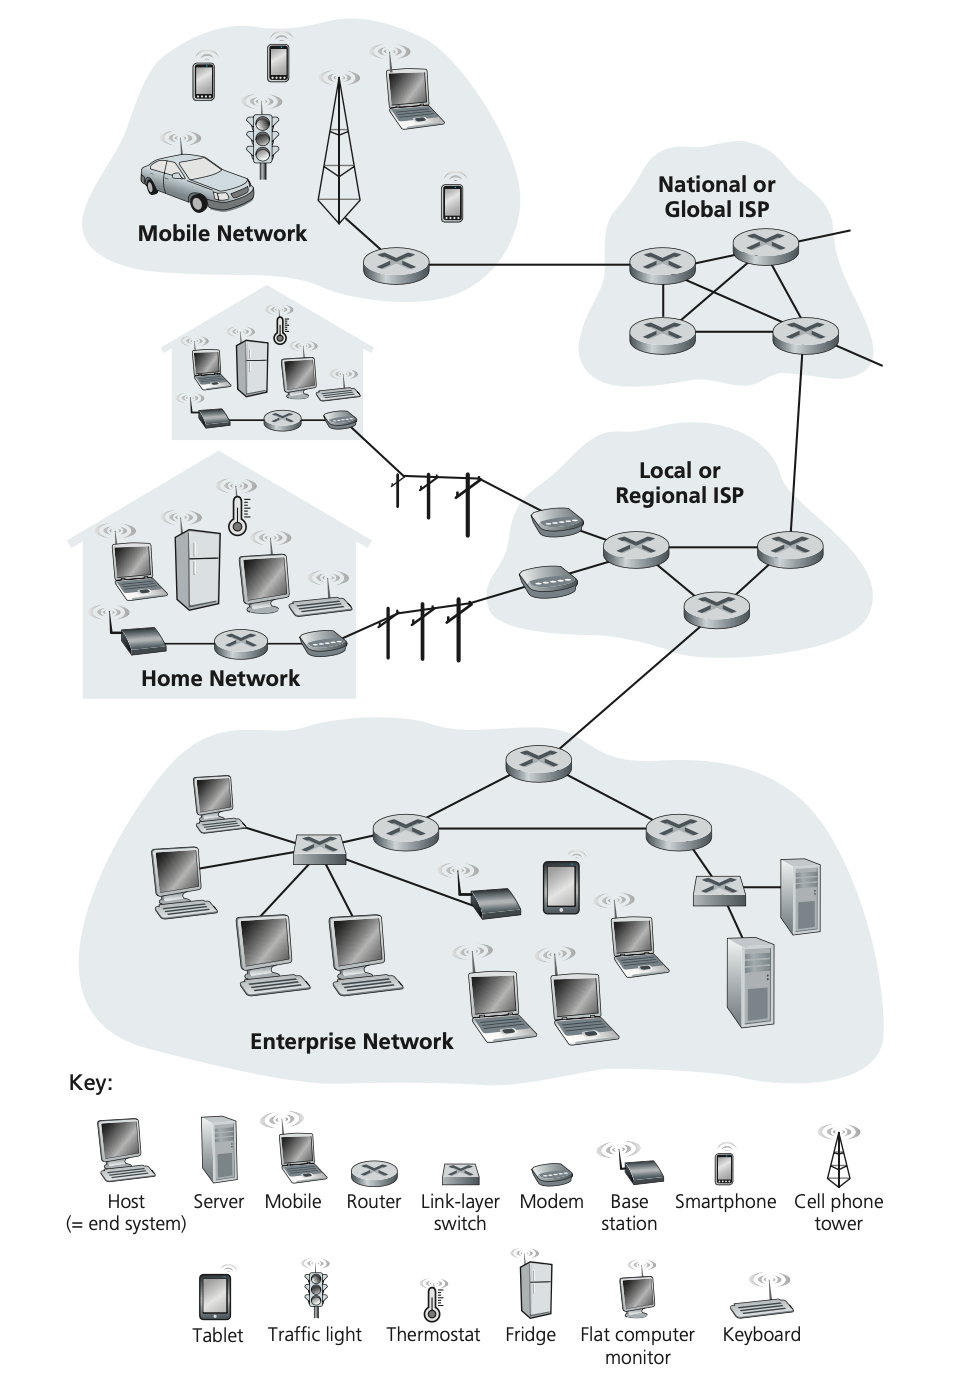 Mobile Network
National or
Global ISP
Local or
Regional ISP
Home Network
Enterprise Network
Key:
Host
(= end system)
Server
Mobile
Router
Link-layer
switch
Modem
Base
station
Smartphone
Cell phone
tower
Tablet
Traffic light
Thermostat
Fridge
Flat computer
monitor
Keyboard